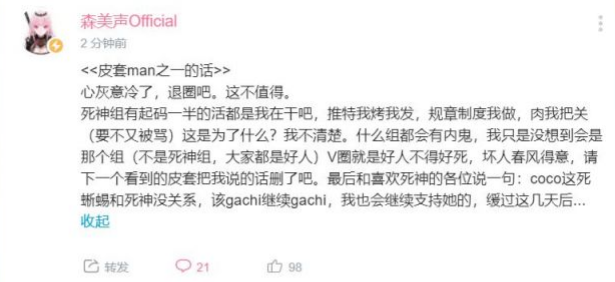 森美声Official
2 分钟前
<<皮套man之一的话>>
心灰意冷了，退圈吧。这不值得。
死神组有起码一半的活都是我在干吧，推特我烤我发，规章制度我做，肉我把关
（要不又被骂）这是为了什么？我不清楚。什么组都会有内鬼，我只是没想到会是
那个组（不是死神组，大家都是好人）V圈就是好人不得好死，坏人春风得意，请
下一个看到的皮套把我说的话删了吧。最后和喜欢死神的各位说一句：coco这死
蜥蜴和死神没关系，该gachi继续gachi，我也会继续支持她的，缓过这几天后...
收起
转发
21
98